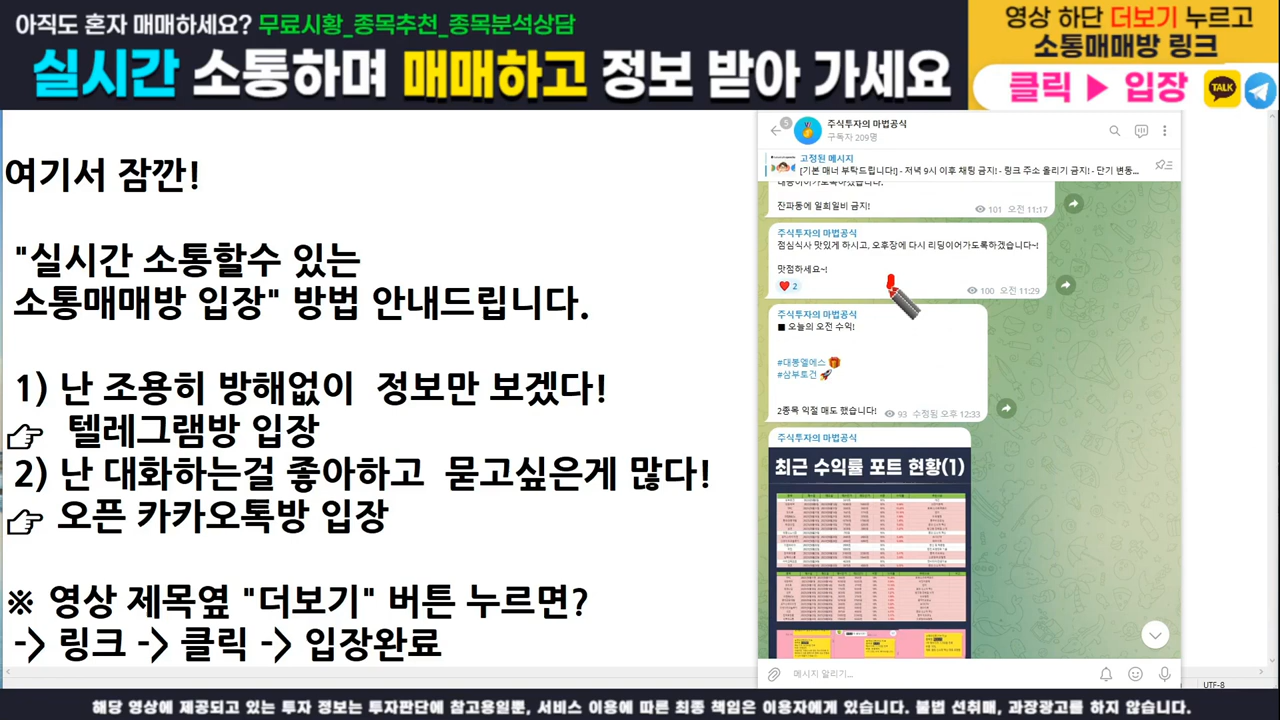 아직도 혼자 매매하세요? 무료시황_종목추천_종목분석상담
실시간 소통하며 매매하고 정보 받아 가세요
영상 하단 더보기 누르고
소통매매방 링크
클릭 ▶ 입장
TALK
여기서 잠깐!
"실시간 소통할수 있는
소통매매방 입장" 방법 안내드립니다.
1) 난 조용히 방해없이 정보만 보겠다!
☞ 텔레그램방 입장
2) 난 대화하는걸 좋아하고 묻고싶은게 많다!
☞ 오픈 카카오톡방 입장
※ 영상 제목옆 "더보기" 버튼 누르면?
-> 링크 -> 클릭 -> 입장완료
5
주식투자의 마법공식
구독자 209명
고정된 메시지
[기본 매너 부탁드립니다!] - 저녁 9시 이후 채팅 금지! - 링크 주소 올리기 금지! - 단기 변동...
잔파동에 일희일비 금지!
101 오전 11:17
주식투자의 마법공식
점심식사 맛있게 하시고, 오후장에 다시 리딩이어가도록하겠습니다~!
맛점하세요~!
❤ 2
100 오전 11:29
주식투자의 마법공식
■ 오늘의 오전 수익!
#대동엘에스 🎁
#삼부토건 🚀
2종목 익절 매도 했습니다!
93 수정됨 오후 12:33
주식투자의 마법공식
최근 수익률 포트 현황(1)
메시지 알리기...
UTF-8
해당 영상에 제공되고 있는 투자 정보는 투자판단에 참고용일뿐, 서비스 이용에 따른 최종 책임은 이용자에게 있습니다. 불법 선취매, 과장광고를 하지 않습니다.